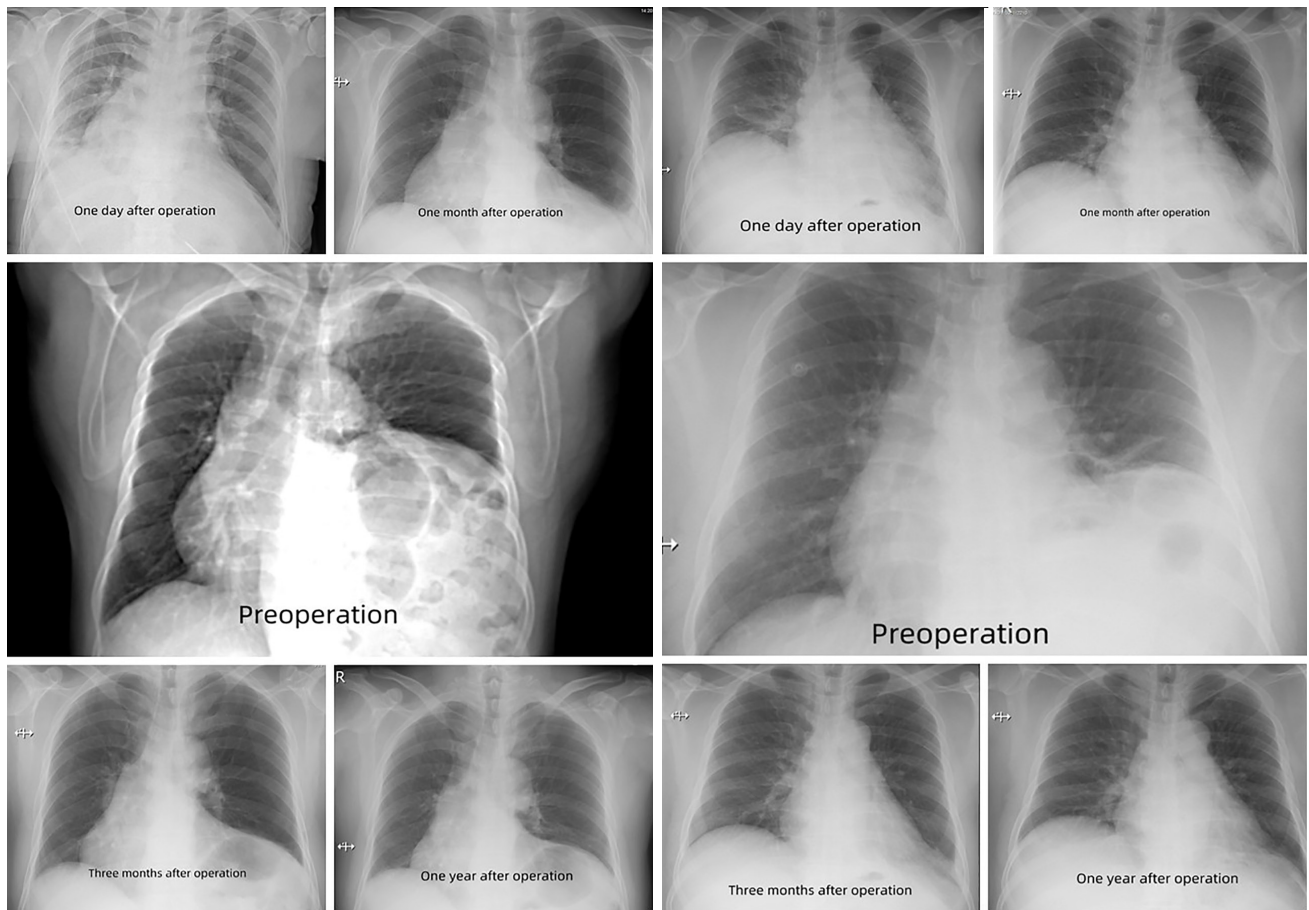 One day after operation
One month after operation
One day after operation
One month after operation
Preoperation
Preoperation
R
Three months after operation
One year after operation
Three months after operation
One year after operation